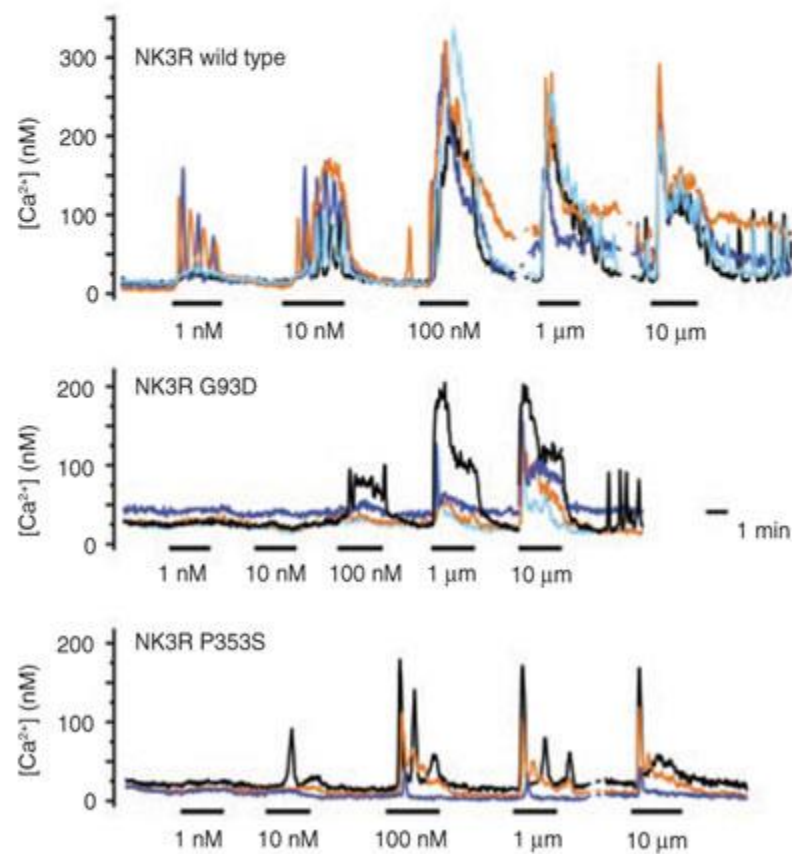 NK3R wild type
[Ca²⁺] (nM)
300
200
100
0
1 nM 10 nM 100 nM 1 μm 10 μm
NK3R G93D
[Ca²⁺] (nM)
200
100
0
1 min
1 nM 10 nM 100 nM 1 μm 10 μm
NK3R P353S
[Ca²⁺] (nM)
200
100
0
1 nM 10 nM 100 nM 1 μm 10 μm